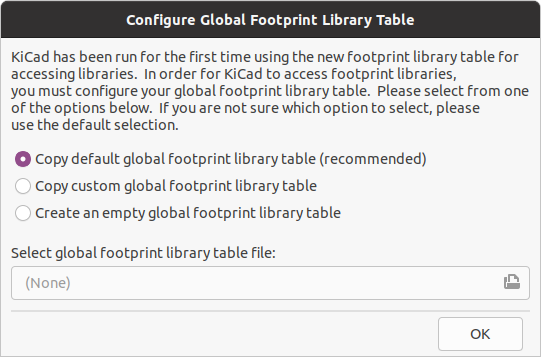 Configure Global Footprint Library Table
KiCad has been run for the first time using the new footprint library table for
accessing libraries.  In order for KiCad to access footprint libraries,
you must configure your global footprint library table.  Please select from one
of the options below.  If you are not sure which option to select, please
use the default selection.
Copy default global footprint library table (recommended)
Copy custom global footprint library table
Create an empty global footprint library table
Select global footprint library table file:
(None)
OK